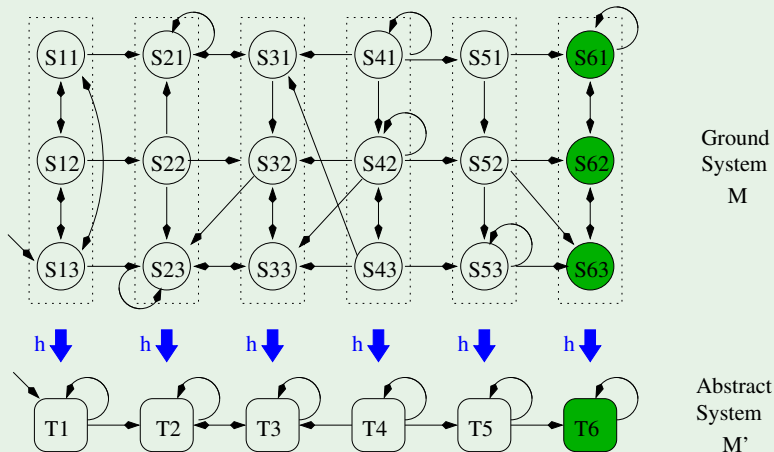 S11 S21 S31 S41 S51 S61
S12 S22 S32 S42 S52 S62
Ground
System
M
S13 S23 S33 S43 S53 S63
h h h h h h
T1 T2 T3 T4 T5 T6
Abstract
System
M'